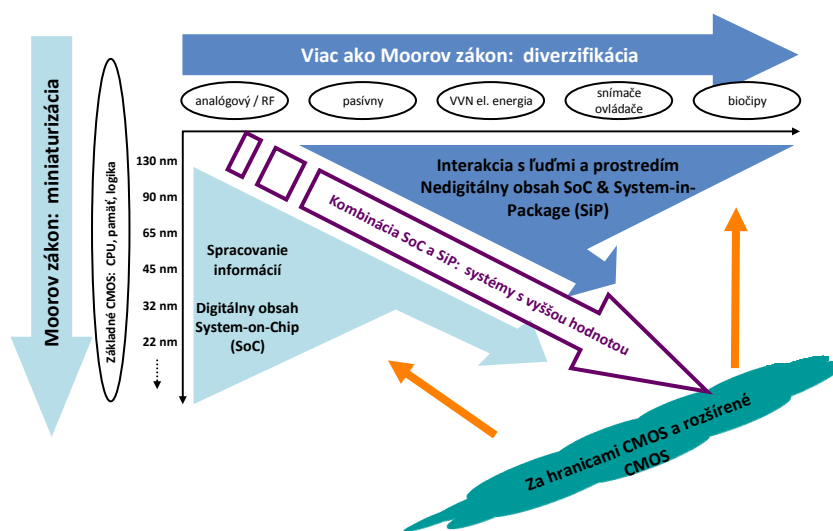 Viac ako Moorov zákon: diverzifikácia
analógový / RF
pasívny
VVN el. energia
snímače
ovládače
biočipy
Moorov zákon: miniaturizácia
Základné CMOS: CPU, pamäť, logika
130 nm
90 nm
65 nm
45 nm
32 nm
22 nm
Interakcia s ľuďmi a prostredím
Nedigitálny obsah SoC & System-in-
Package (SiP)
Kombinácia SoC a SiP: systémy s vyššou hodnotou
Spracovanie
informácií
Digitálny obsah
System-on-Chip
(SoC)
Za hranicami CMOS a rozšírené
CMOS